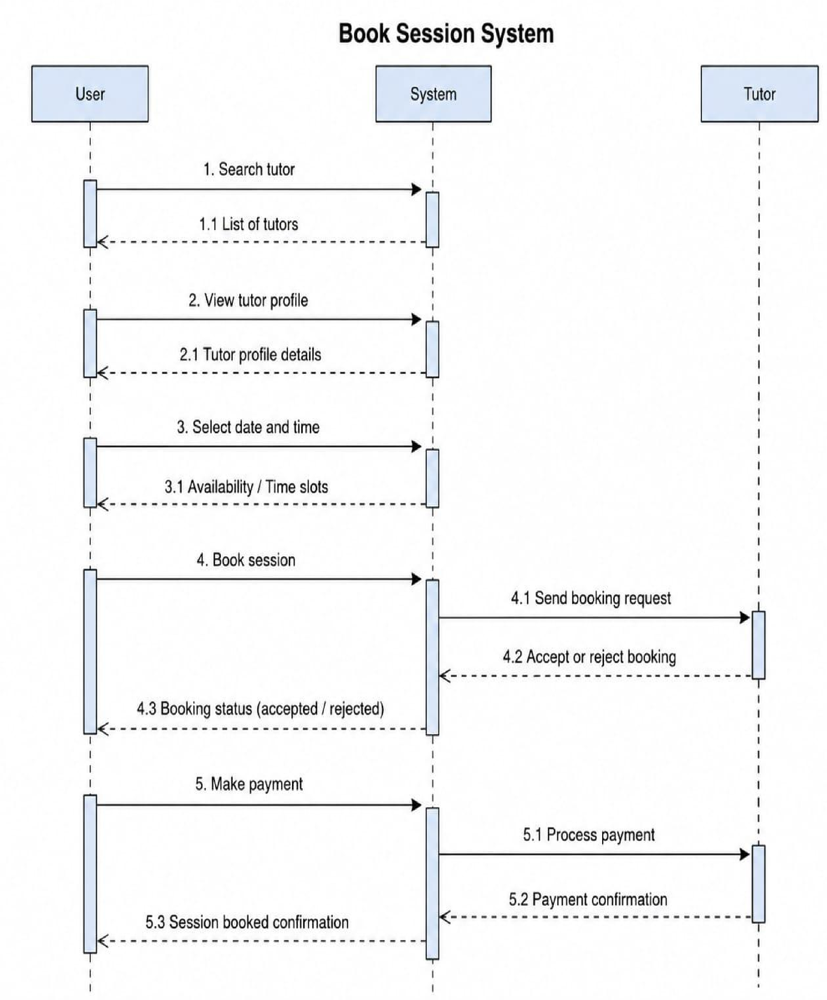 Book Session System
User
System
Tutor
1. Search tutor
1.1 List of tutors
2. View tutor profile
2.1 Tutor profile details
3. Select date and time
3.1 Availability / Time slots
4. Book session
4.1 Send booking request
4.2 Accept or reject booking
4.3 Booking status (accepted / rejected)
5. Make payment
5.1 Process payment
5.2 Payment confirmation
5.3 Session booked confirmation